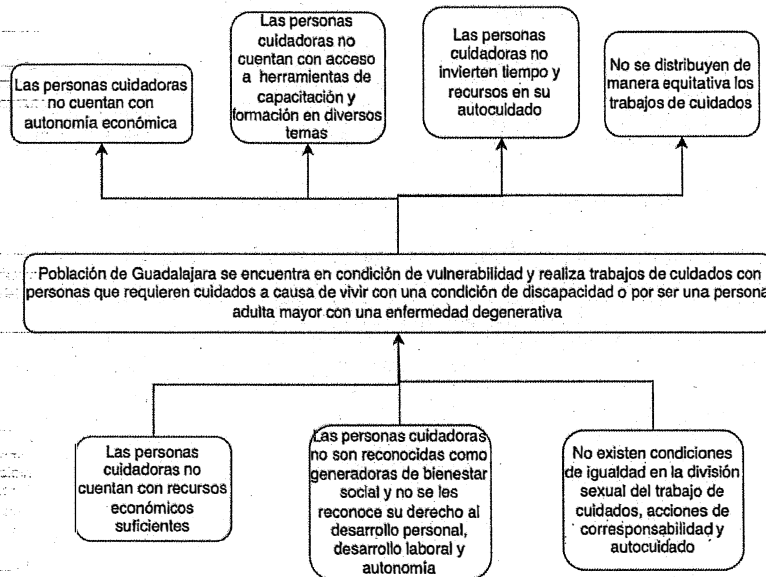 Las personas cuidadoras
no cuentan con
autonomía económica
Las personas
cuidadoras no
cuentan con acceso
a herramientas de
capacitación y
formación en diversos
temas
Las personas
cuidadoras no
invierten tiempo y
recursos en su
autocuidado
No se distribuyen de
manera equitativa los
trabajos de cuidados
Población de Guadalajara se encuentra en condición de vulnerabilidad y realiza trabajos de cuidados con
personas que requieren cuidados a causa de vivir con una condición de discapacidad o por ser una persona
adulta mayor con una enfermedad degenerativa
Las personas
cuidadoras no
cuentan con recursos
económicos
suficientes
Las personas cuidadoras
no son reconocidas como
generadoras de bienestar
social y no se les
reconoce su derecho al
desarrollo personal,
desarrollo laboral y
autonomía
No existen condiciones
de igualdad en la división
sexual del trabajo de
cuidados, acciones de
corresponsabilidad y
autocuidado